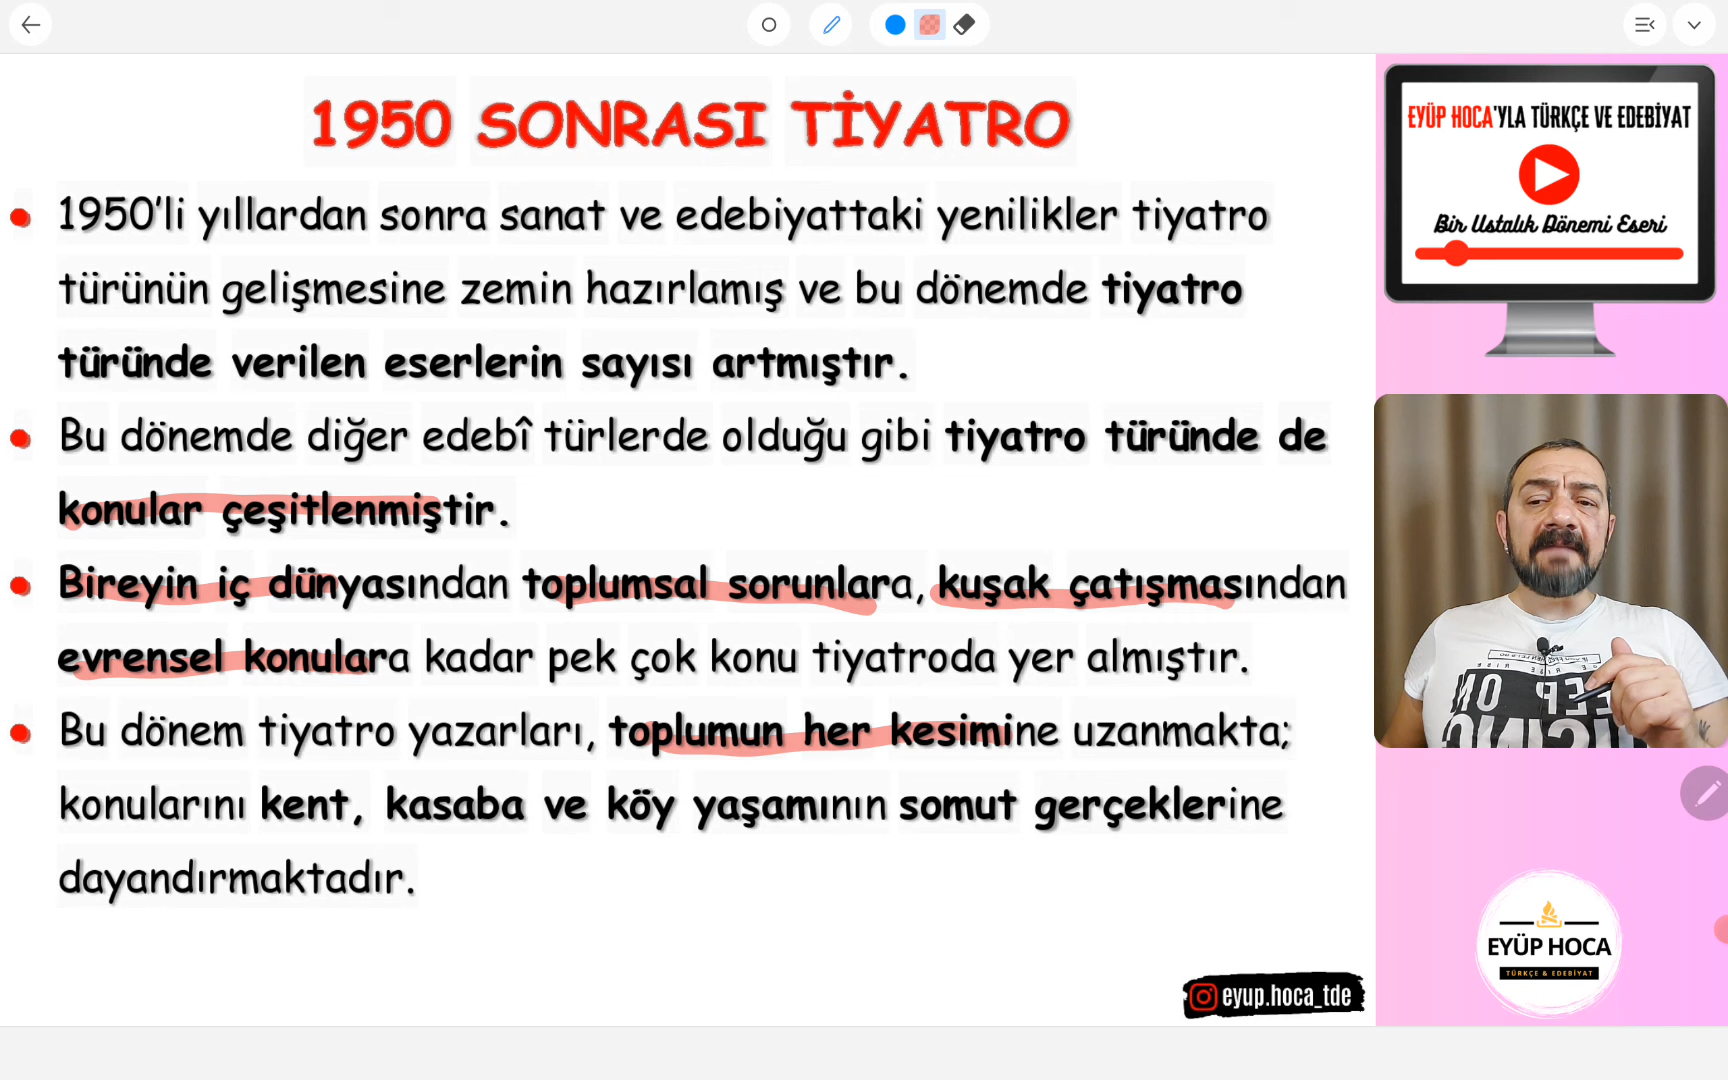 1950 SONRASI TİYATRO
1950'li yıllardan sonra sanat ve edebiyattaki yenilikler tiyatro
türünün gelişmesine zemin hazırlamış ve bu dönemde tiyatro
türünde verilen eserlerin sayısı artmıştır.
Bu dönemde diğer edebî türlerde olduğu gibi tiyatro türünde de
konular çeşitlenmiştir.
Bireyin iç dünyasından toplumsal sorunlara, kuşak çatışmasından
evrensel konulara kadar pek çok konu tiyatroda yer almıştır.
Bu dönem tiyatro yazarları, toplumun her kesimine uzanmakta;
konularını kent, kasaba ve köy yaşamının somut gerçeklerine
dayandırmaktadır.
eyup.hoca_tde
EYÜP HOCA'YLA TÜRKÇE VE EDEBİYAT
Bir Ustalık Dönemi Eseri
EYÜP HOCA
TÜRKÇE & EDEBİYAT